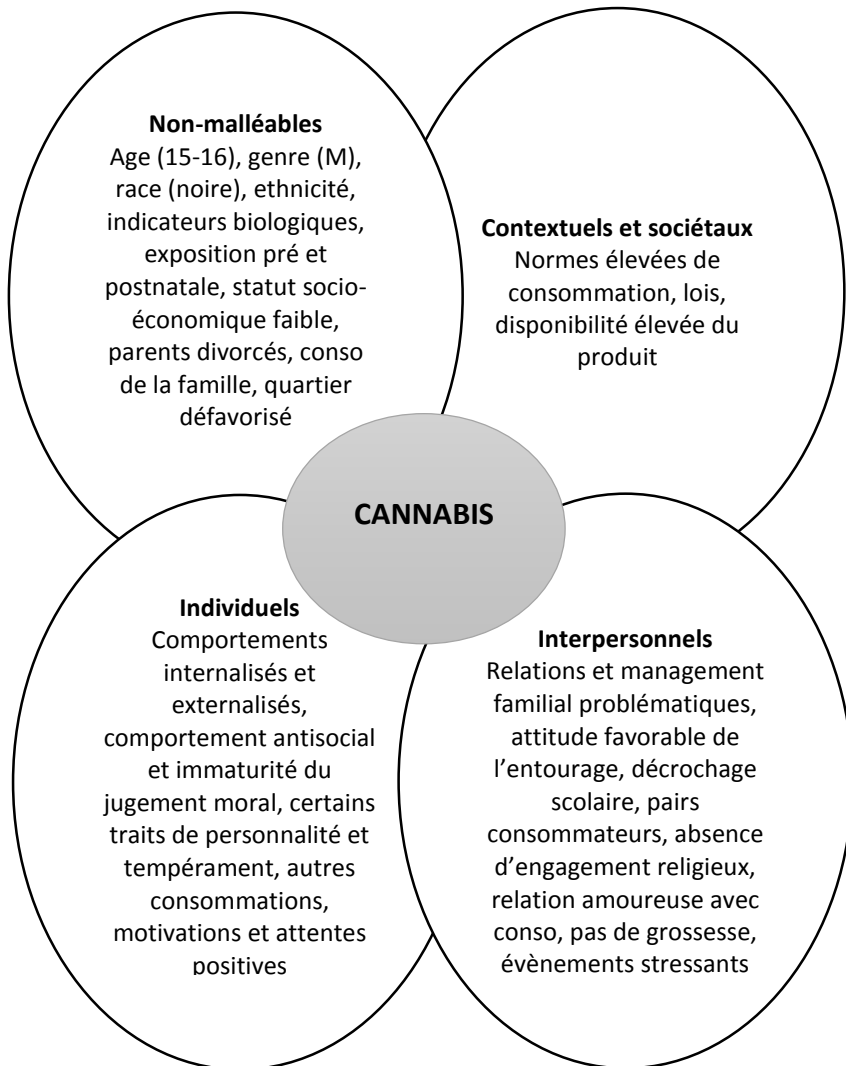 Non-malléables
Age (15-16), genre (M),
race (noire), ethnicité,
indicateurs biologiques,
exposition pré et
postnatale, statut socio-
économique faible,
parents divorcés, conso
de la famille, quartier
défavorisé
Contextuels et sociétaux
Normes élevées de
consommation, lois,
disponibilité élevée du
produit
CANNABIS
Individuels
Comportements
internalisés et
externalisés,
comportement antisocial
et immaturité du
jugement moral, certains
traits de personnalité et
tempérament, autres
consommations,
motivations et attentes
positives
Interpersonnels
Relations et management
familial problématiques,
attitude favorable de
l’entourage, décrochage
scolaire, pairs
consommateurs, absence
d’engagement religieux,
relation amoureuse avec
conso, pas de grossesse,
évènements stressants